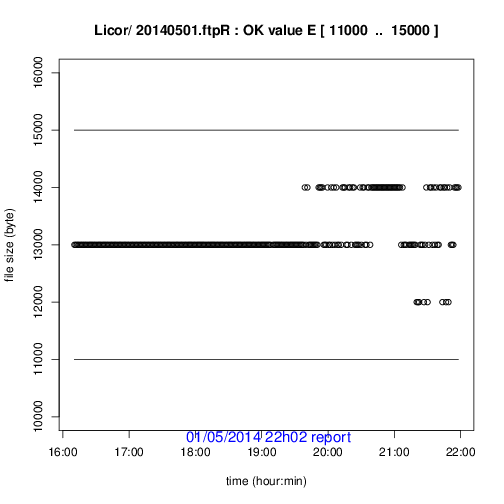 Licor/ 20140501.ftpR : OK value E [ 11000 .. 15000 ]
file size (byte)
16000
15000
14000
13000
12000
11000
10000
01/05/2014 22h02 report
16:00 17:00 18:00 19:00 20:00 21:00 22:00
time (hour:min)